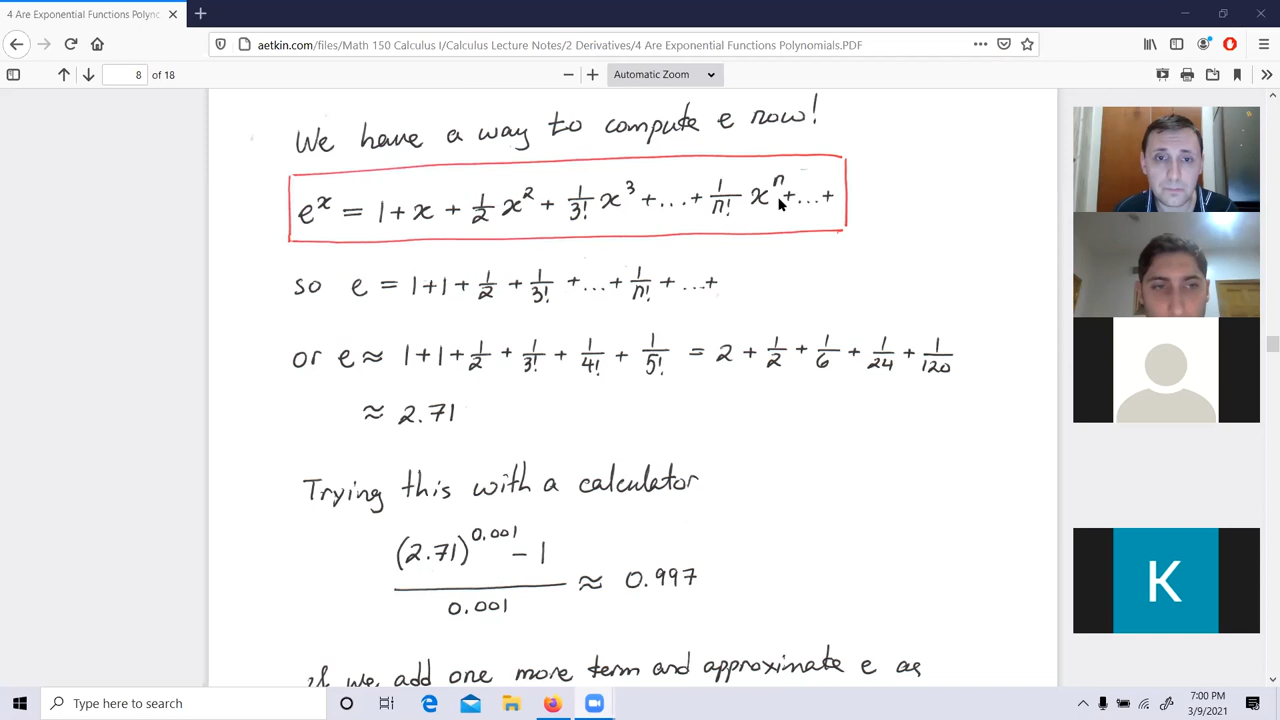 4 Are Exponential Functions Polync
aetkin.com/files/Math 150 Calculus I/Calculus Lecture Notes/2 Derivatives/4 Are Exponential Functions Polynomials.PDF
8 of 18
Automatic Zoom
We have a way to compute e now!
e^x = 1 + x + 1/2 x^2 + 1/3! x^3 + ... + 1/n! x^n + ... +
so e = 1+1+ 1/2 + 1/3! + ... + 1/n! + ... +
or e ≈ 1+1+ 1/2 + 1/3! + 1/4! + 1/5! = 2 + 1/2 + 1/6 + 1/24 + 1/120
≈ 2.71
Trying this with a calculator
((2.71)^0.001 - 1)/0.001 ≈ 0.997
If we add one more term and approximate e as
K
Type here to search
7:00 PM
3/9/2021